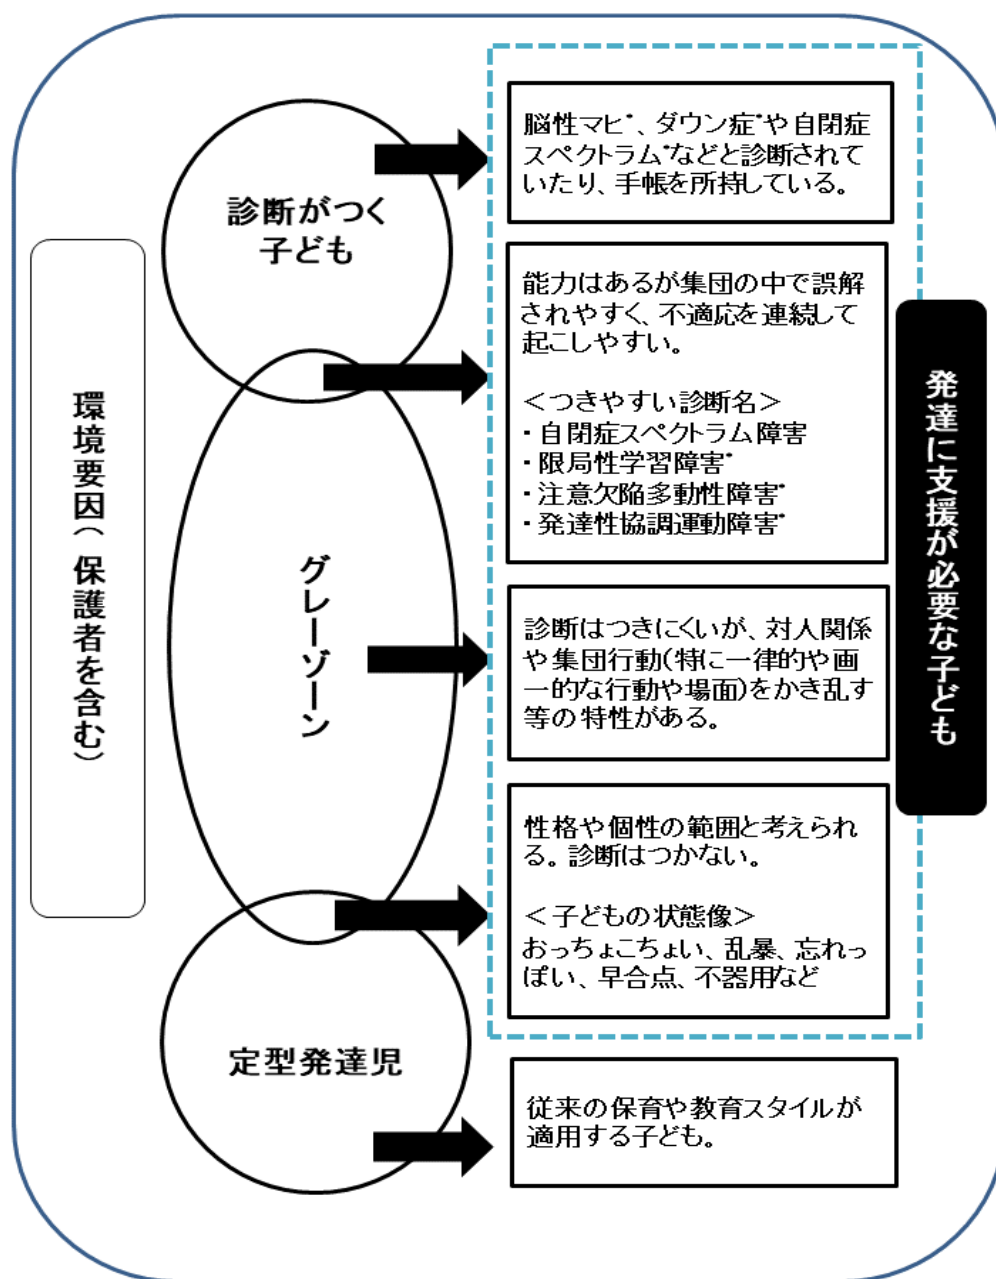 脳性マヒ*、ダウン症*や自閉症
スペクトラム*などと診断されて
いたり、手帳を所持している。
診断がつく
子ども
能力はあるが集団の中で誤解
されやすく、不適応を連続して
起こしやすい。
＜つきやすい診断名＞
・自閉症スペクトラム障害
・限局性学習障害*
・注意欠陥多動性障害*
・発達性協調運動障害*
環境要因（保護者を含む）
グレーゾーン
発達に支援が必要な子ども
診断はつきにくいが、対人関係
や集団行動(特に一律的や画
一的な行動や場面)をかき乱す
等の特性がある。
性格や個性の範囲と考えられ
る。診断はつかない。
＜子どもの状態像＞
おっちょこちょい、乱暴、忘れっ
ぽい、早合点、不器用など
定型発達児
従来の保育や教育スタイルが
適用する子ども。